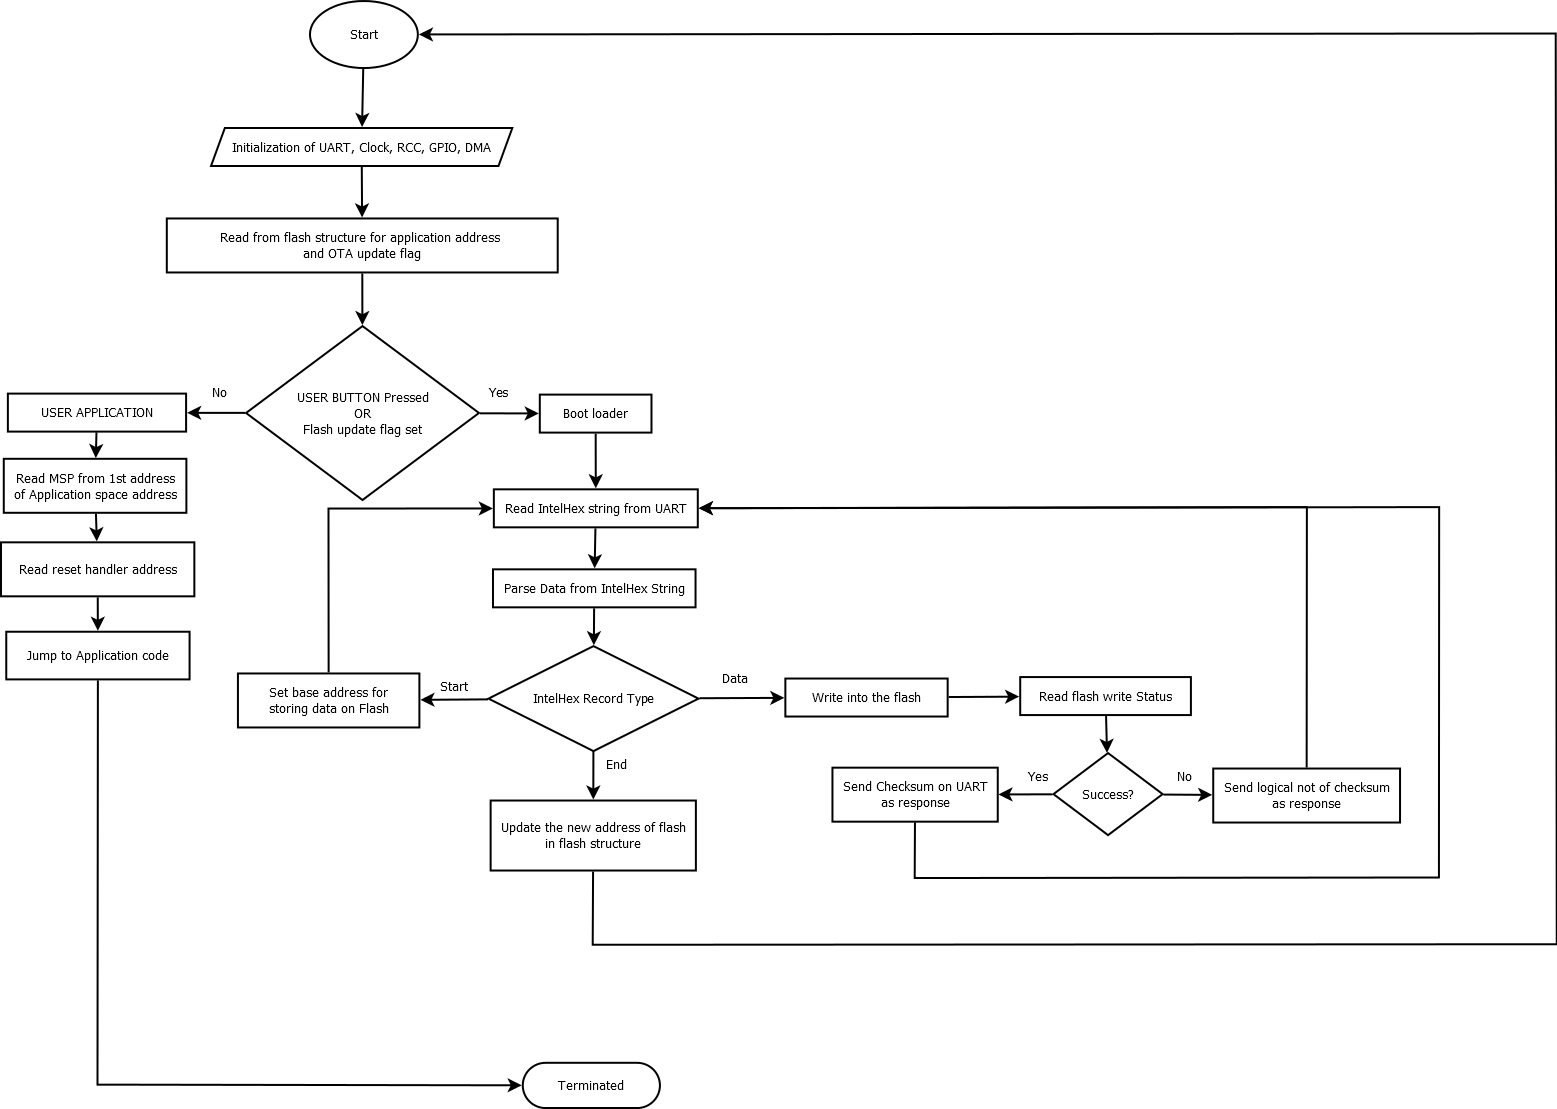 Start
Initialization of UART, Clock, RCC, GPIO, DMA
Read from flash structure for application address
and OTA update flag
USER BUTTON Pressed
OR
Flash update flag set
No
Yes
USER APPLICATION
Boot loader
Read MSP from 1st address
of Application space address
Read IntelHex string from UART
Read reset handler address
Parse Data from IntelHex String
Jump to Application code
Set base address for
storing data on Flash
Start
IntelHex Record Type
Data
Write into the flash
Read flash write Status
End
Send Checksum on UART
as response
Yes
Success?
No
Send logical not of checksum
as response
Update the new address of flash
in flash structure
Terminated